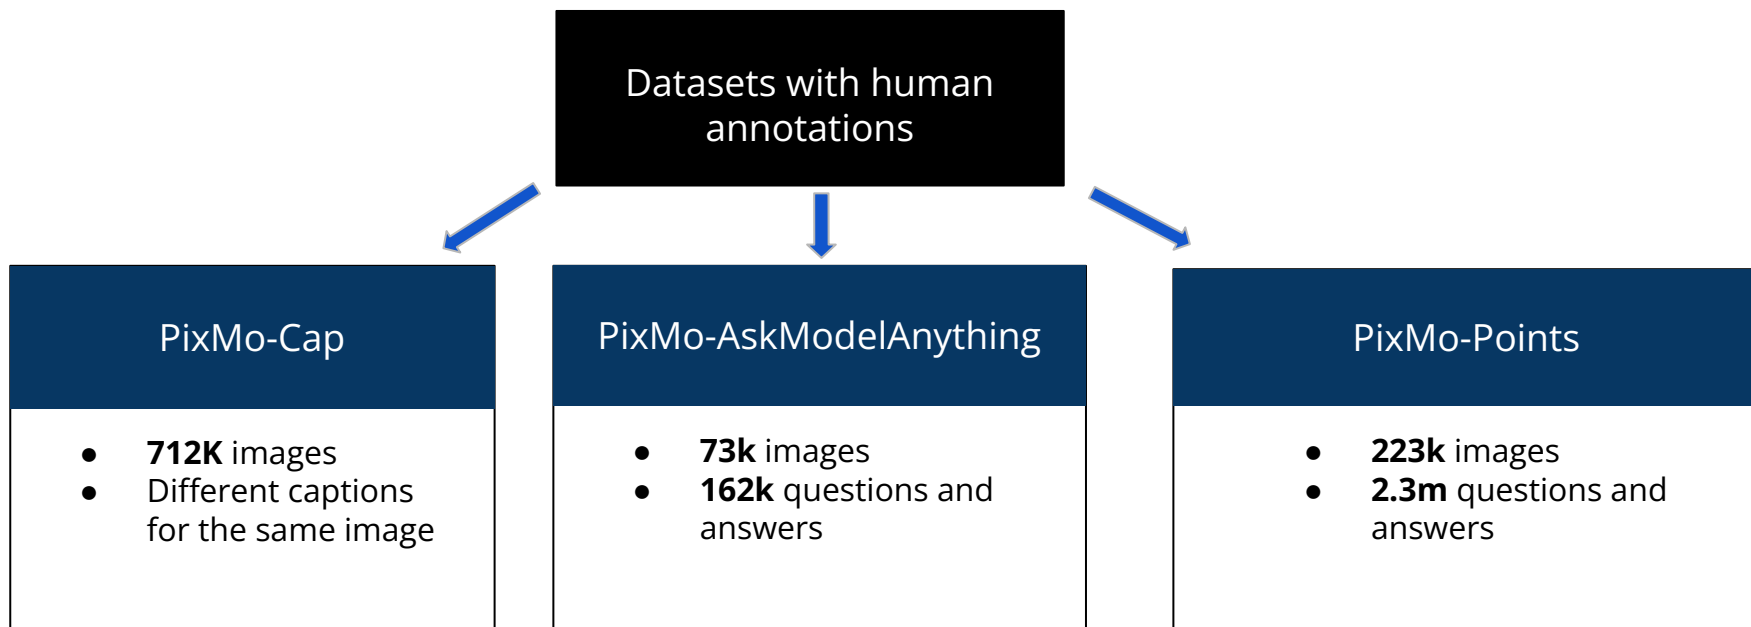 Datasets with human
annotations
PixMo-Cap
● 712K images
● Different captions
for the same image
PixMo-AskModelAnything
● 73k images
● 162k questions and
answers
PixMo-Points
● 223k images
● 2.3m questions and
answers